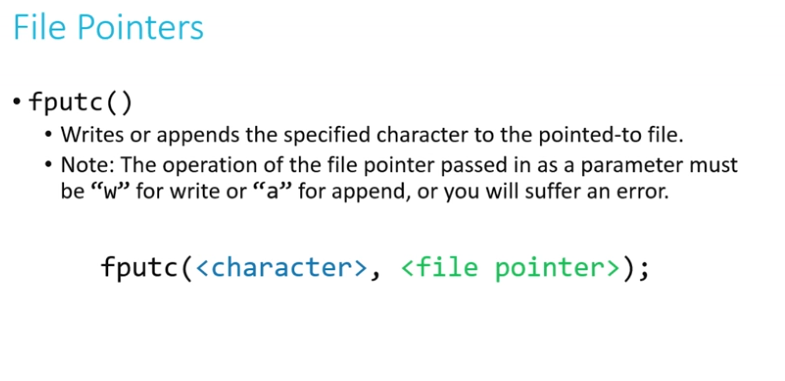 File Pointers
• fputc()
• Writes or appends the specified character to the pointed-to file.
• Note: The operation of the file pointer passed in as a parameter must
be “w” for write or “a” for append, or you will suffer an error.
fputc(<character>, <file pointer>);